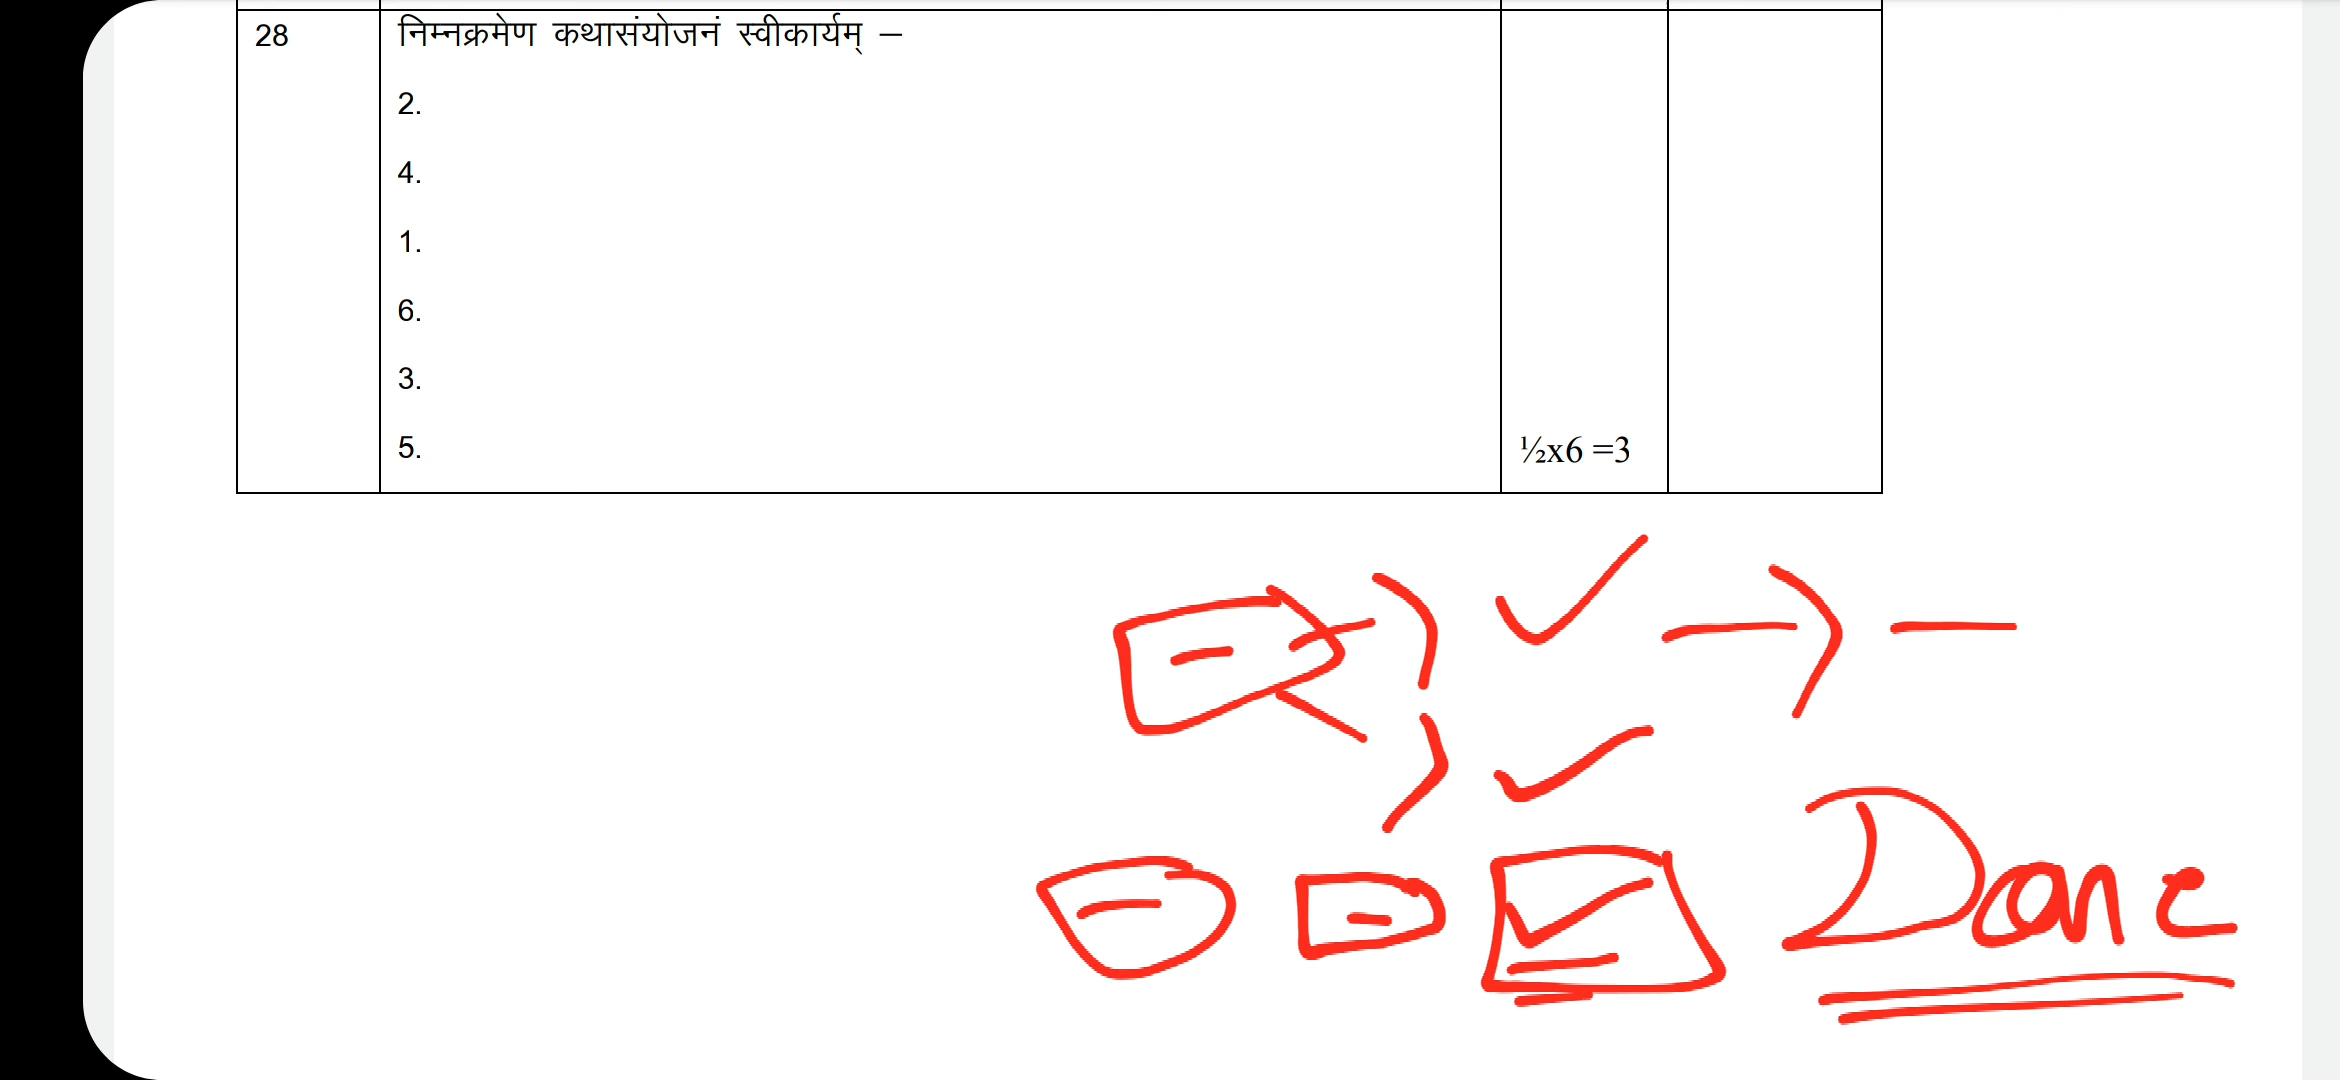 28 निम्नक्रमेण कथासंयोजनं स्वीकार्यम् –
2.
4.
1.
6.
3.
5. ½x6 =3
Done